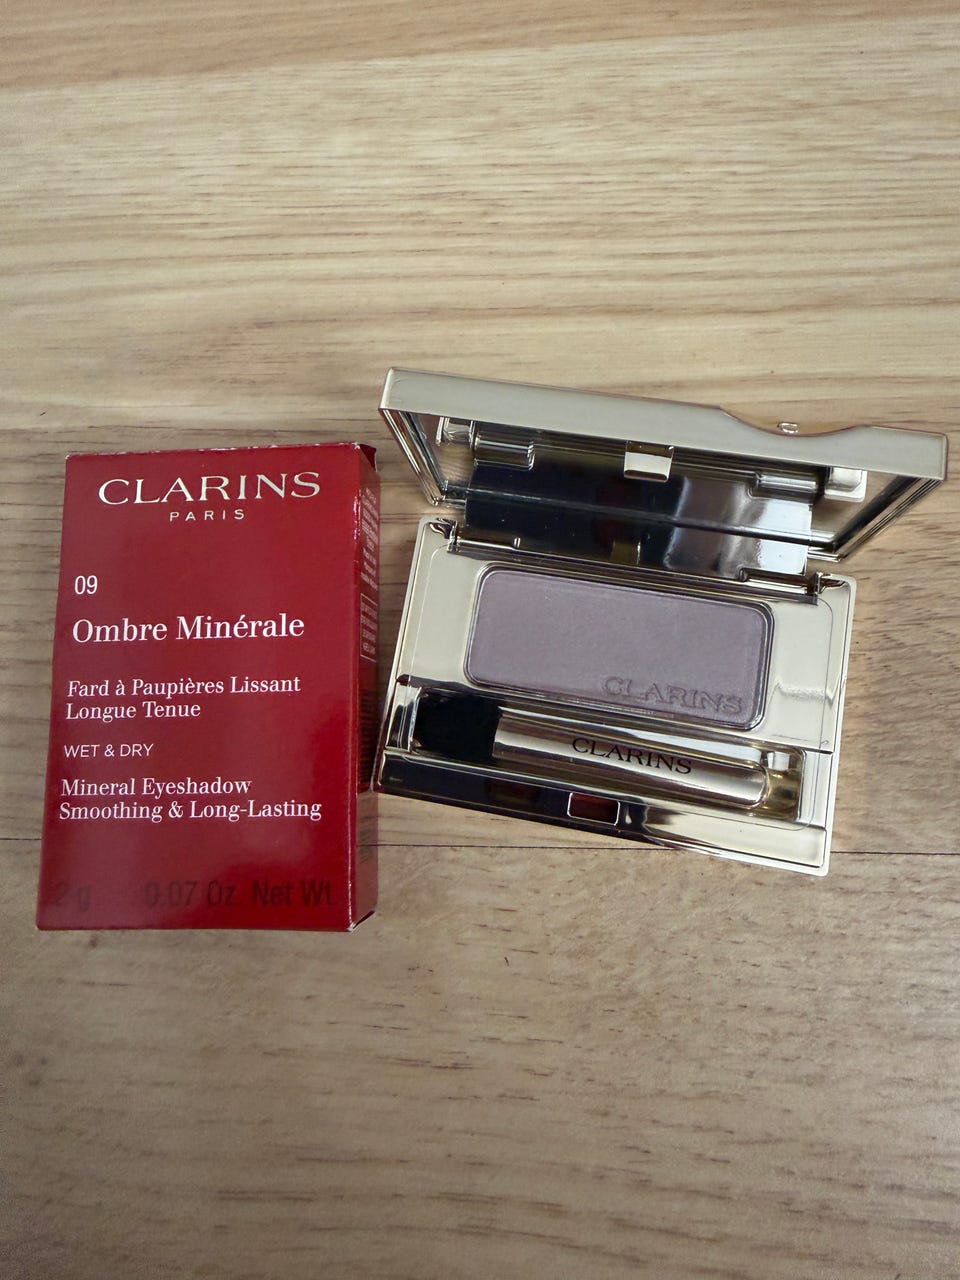 CLARINS
PARIS
09
Ombre Minérale
Fard à Paupières Lissant
Longue Tenue
WET & DRY
Mineral Eyeshadow
Smoothing & Long-Lasting
2 g 0.07 Oz. Net Wt.
CLARINS
CLARINS